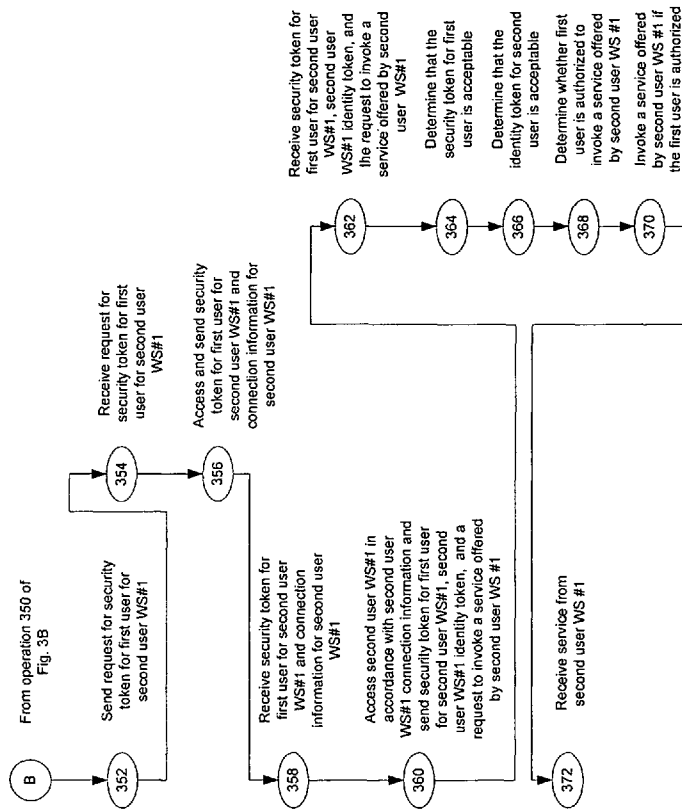 B
From operation 350 of
Fig. 3B
352
Send request for security
token for first user for
second user WS#1
354
Receive request for
security token for first
user for second user
WS#1
356
Access and send security
token for first user for
second user WS#1 and
connection information for
second user WS#1
358
Receive security token for
first user for second user
WS#1 and connection
information for second user
WS#1
360
Access second user WS#1 in
accordance with second user
WS#1 connection information and
send security token for first user
for second user WS#1, second
user WS#1 identity token, and a
request to invoke a service offered
by second user WS #1
362
Receive security token for
first user for second user
WS#1, second user
WS#1 identity token, and
the request to invoke a
service offered by second
user WS#1
364
Determine that the
security token for first
user is acceptable
366
Determine that the
identity token for second
user is acceptable
368
Determine whether first
user is authorized to
invoke a service offered
by second user WS #1
370
Invoke a service offered
by second user WS #1 if
the first user is authorized
372
Receive service from
second user WS #1